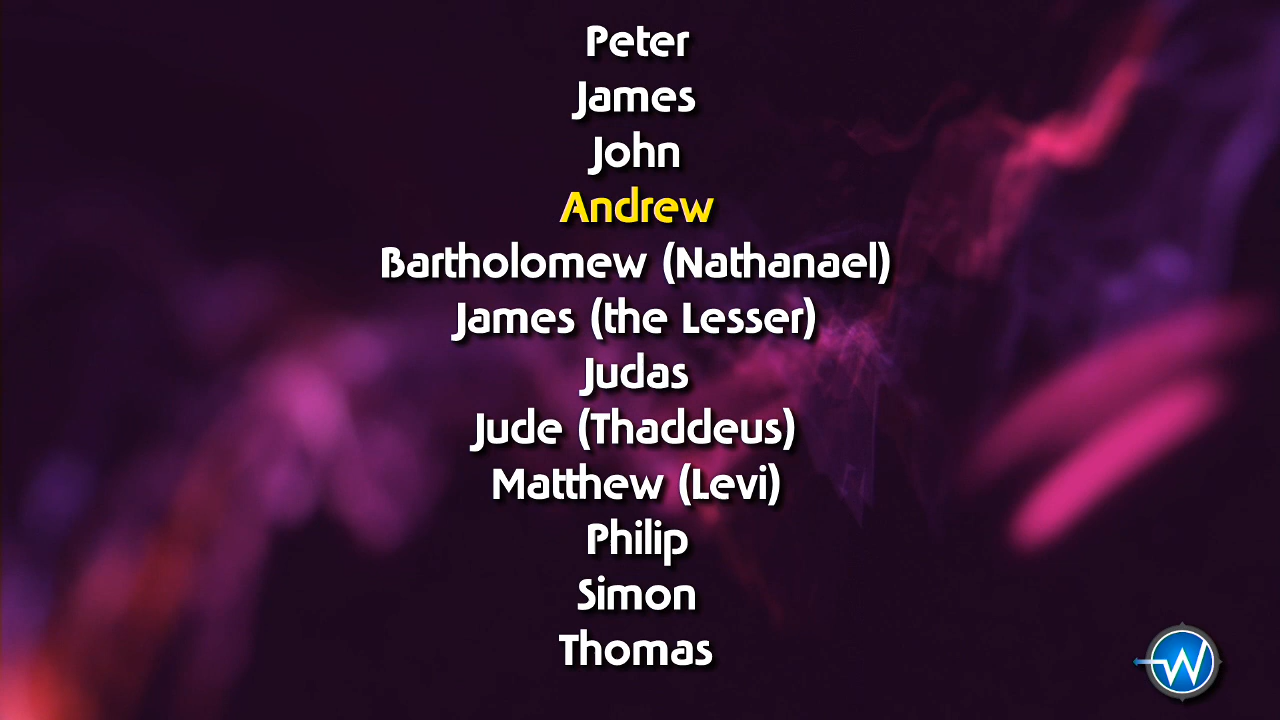 Peter
James
John
Andrew
Bartholomew (Nathanael)
James (the Lesser)
Judas
Jude (Thaddeus)
Matthew (Levi)
Philip
Simon
Thomas
W